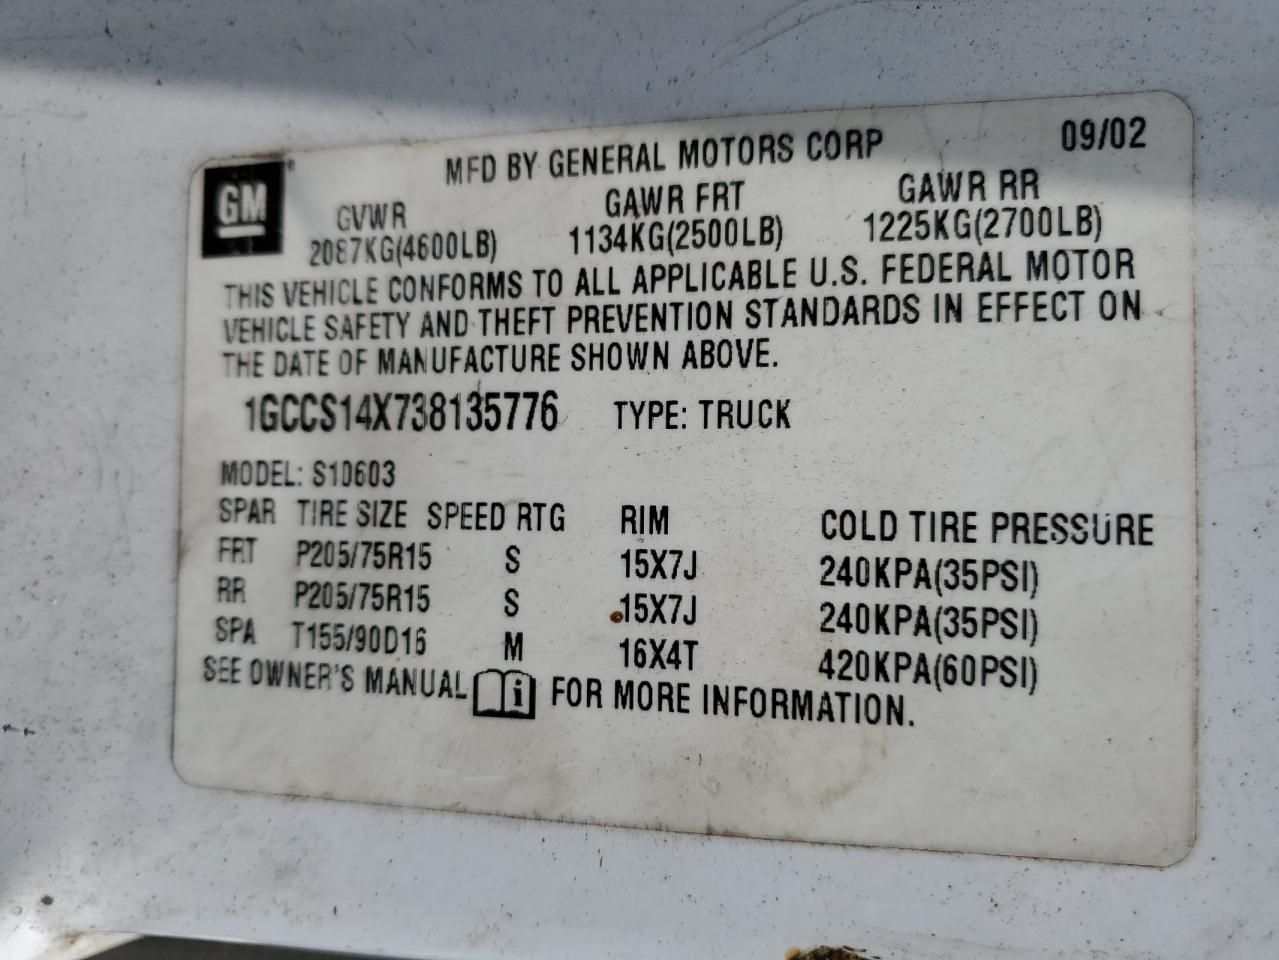 MFD BY GENERAL MOTORS CORP 09/02
GM
®
GVWR GAWR FRT GAWR RR
2087KG(4600LB) 1134KG(2500LB) 1225KG(2700LB)
THIS VEHICLE CONFORMS TO ALL APPLICABLE U.S. FEDERAL MOTOR
VEHICLE SAFETY AND THEFT PREVENTION STANDARDS IN EFFECT ON
THE DATE OF MANUFACTURE SHOWN ABOVE.
1GCCS14X738135776 TYPE: TRUCK
MODEL: S10603
SPAR TIRE SIZE SPEED RTG RIM COLD TIRE PRESSURE
FRT P205/75R15 S 15X7J 240KPA(35PSI)
RR P205/75R15 S 15X7J 240KPA(35PSI)
SPA T155/90D16 M 16X4T 420KPA(60PSI)
SEE OWNER'S MANUAL i FOR MORE INFORMATION.